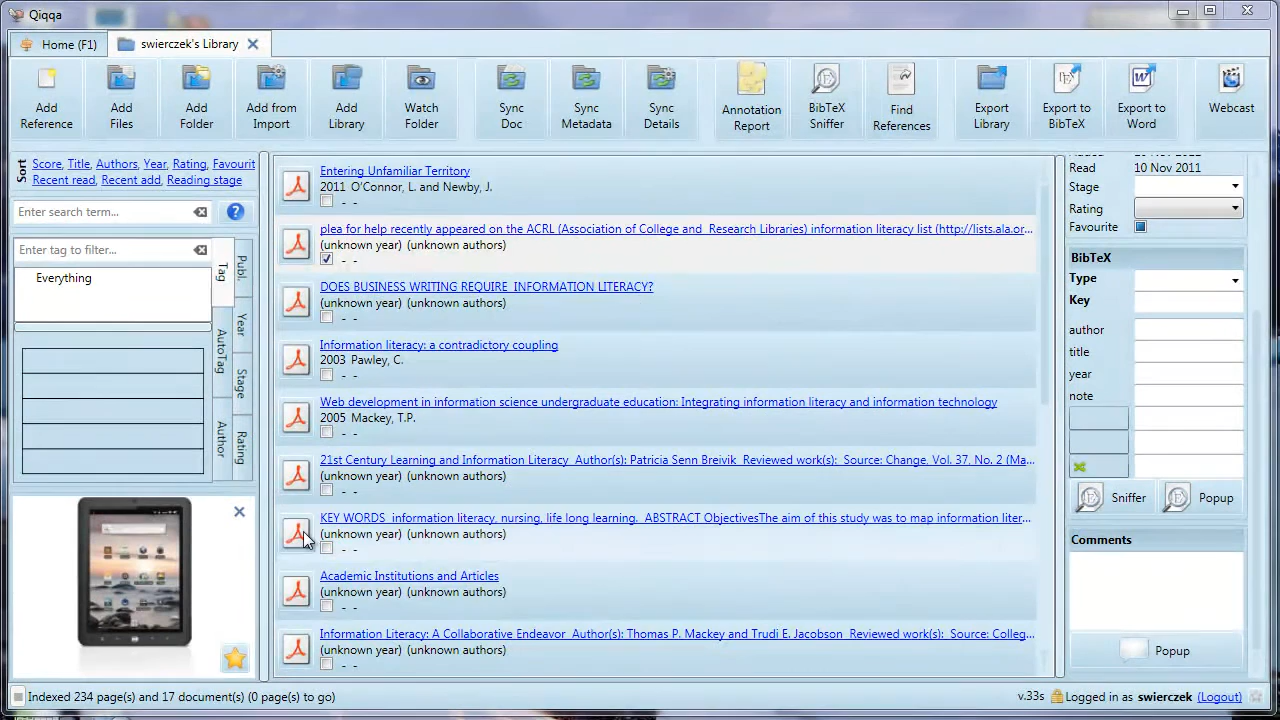 Qiqqa
Home (F1)
swierczek's Library
Add Reference
Add Files
Add Folder
Add from Import
Add Library
Watch Folder
Sync Doc
Sync Metadata
Sync Details
Annotation Report
BibTeX Sniffer
Find References
Export Library
Export to BibTeX
Export to Word
Webcast
Sort
Score, Title, Authors, Year, Rating, Favourit
Recent read, Recent add, Reading stage
Enter search term...
Enter tag to filter...
Everything
Tag
AutoTag
Author
Publ.
Year
Stage
Rating
Entering Unfamiliar Territory
2011 O'Connor, L. and Newby, J.
- -
plea for help recently appeared on the ACRL (Association of College and Research Libraries) information literacy list (http://lists.ala.or...
(unknown year) (unknown authors)
- -
DOES BUSINESS WRITING REQUIRE INFORMATION LITERACY?
(unknown year) (unknown authors)
- -
Information literacy: a contradictory coupling
2003 Pawley, C.
- -
Web development in information science undergraduate education: Integrating information literacy and information technology
2005 Mackey, T.P.
- -
21st Century Learning and Information Literacy Author(s): Patricia Senn Breivik Reviewed work(s): Source: Change, Vol. 37, No. 2 (Ma...
(unknown year) (unknown authors)
- -
KEY WORDS information literacy, nursing, life long learning. ABSTRACT ObjectivesThe aim of this study was to map information liter...
(unknown year) (unknown authors)
- -
Academic Institutions and Articles
(unknown year) (unknown authors)
- -
Information Literacy: A Collaborative Endeavor Author(s): Thomas P. Mackey and Trudi E. Jacobson Reviewed work(s): Source: Colleg...
(unknown year) (unknown authors)
- -
Read 10 Nov 2011
Stage
Rating
Favourite
BibTeX
Type
Key
author
title
year
note
Sniffer
Popup
Comments
Popup
Indexed 234 page(s) and 17 document(s) (0 page(s) to go)
v.33s
Logged in as swierczek (Logout)